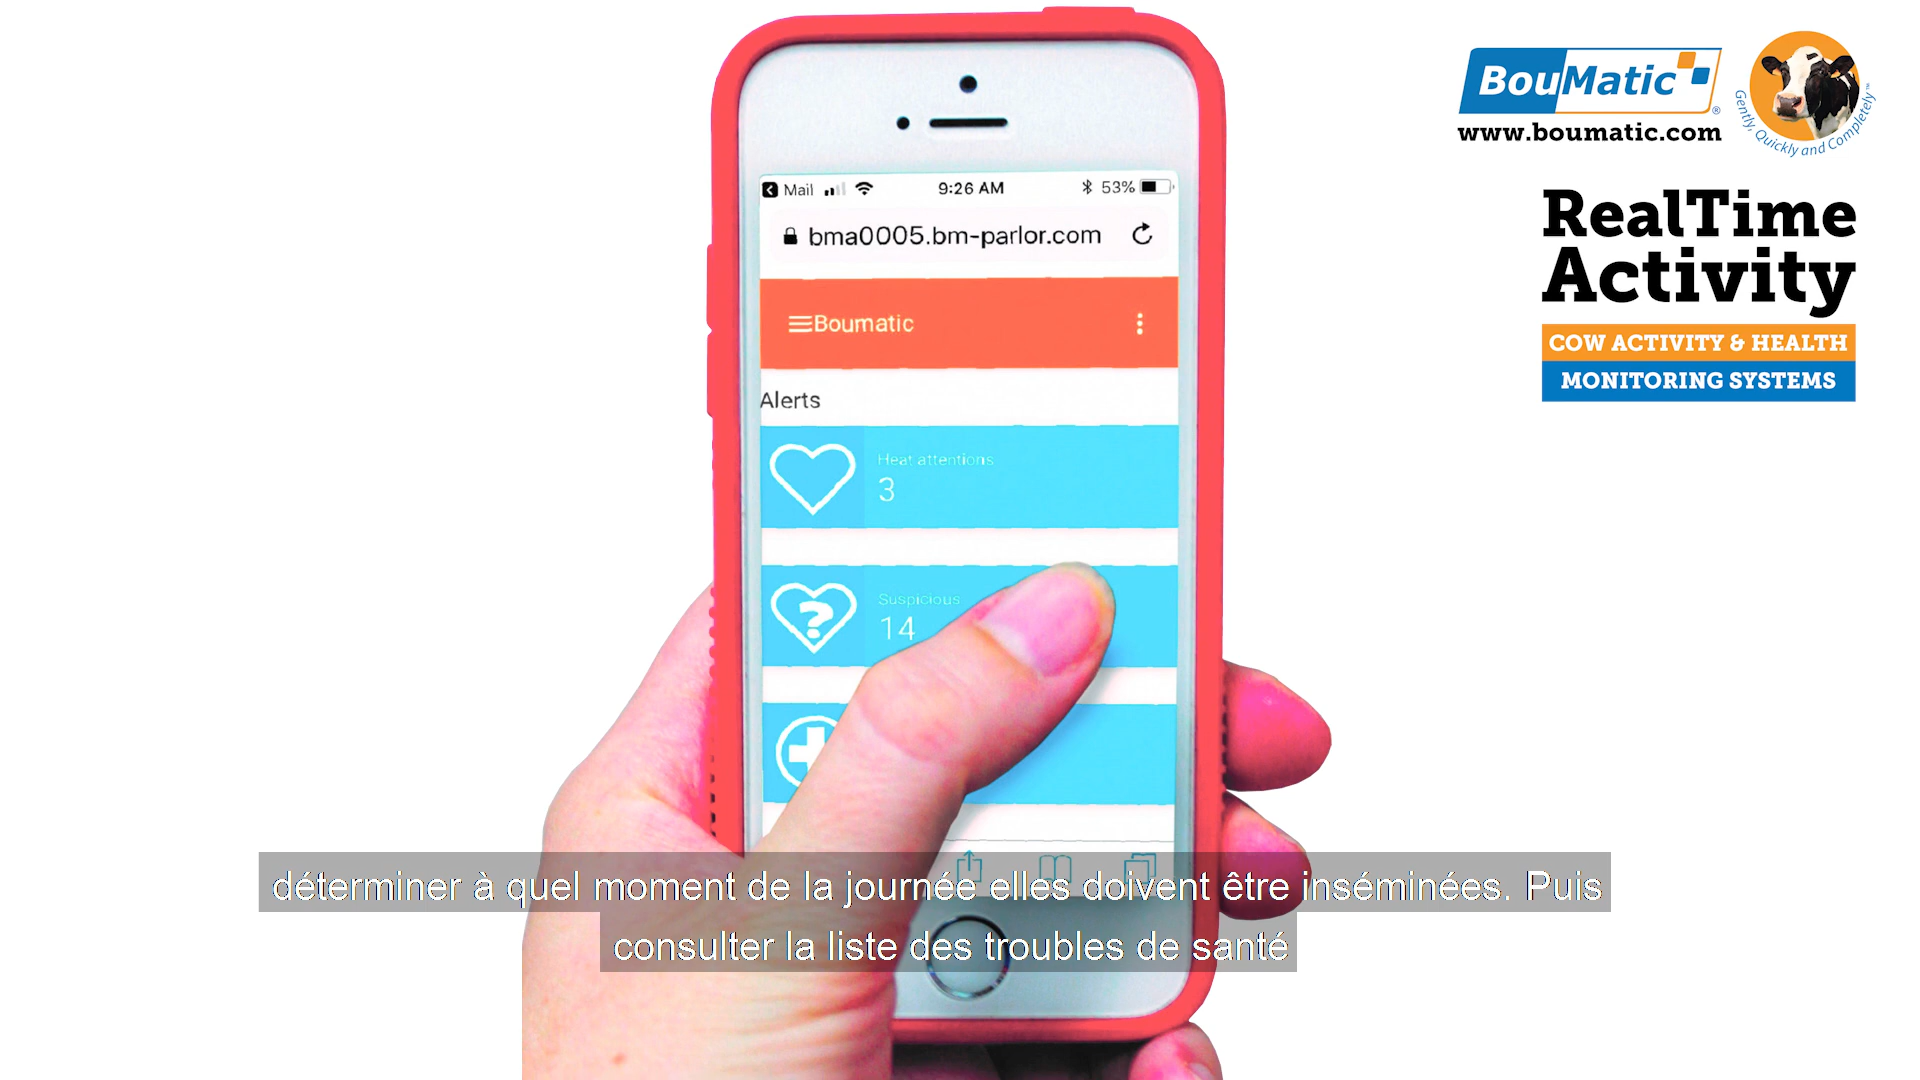 BouMatic®
www.boumatic.com
Gently, Quickly and Completely™
RealTime
Activity
COW ACTIVITY & HEALTH
MONITORING SYSTEMS
Mail 9:26 AM 53%
bma0005.bm-parlor.com
Boumatic
Alerts
Heat attentions
3
Suspicious
14
déterminer à quel moment de la journée elles doivent être inséminées. Puis
consulter la liste des troubles de santé